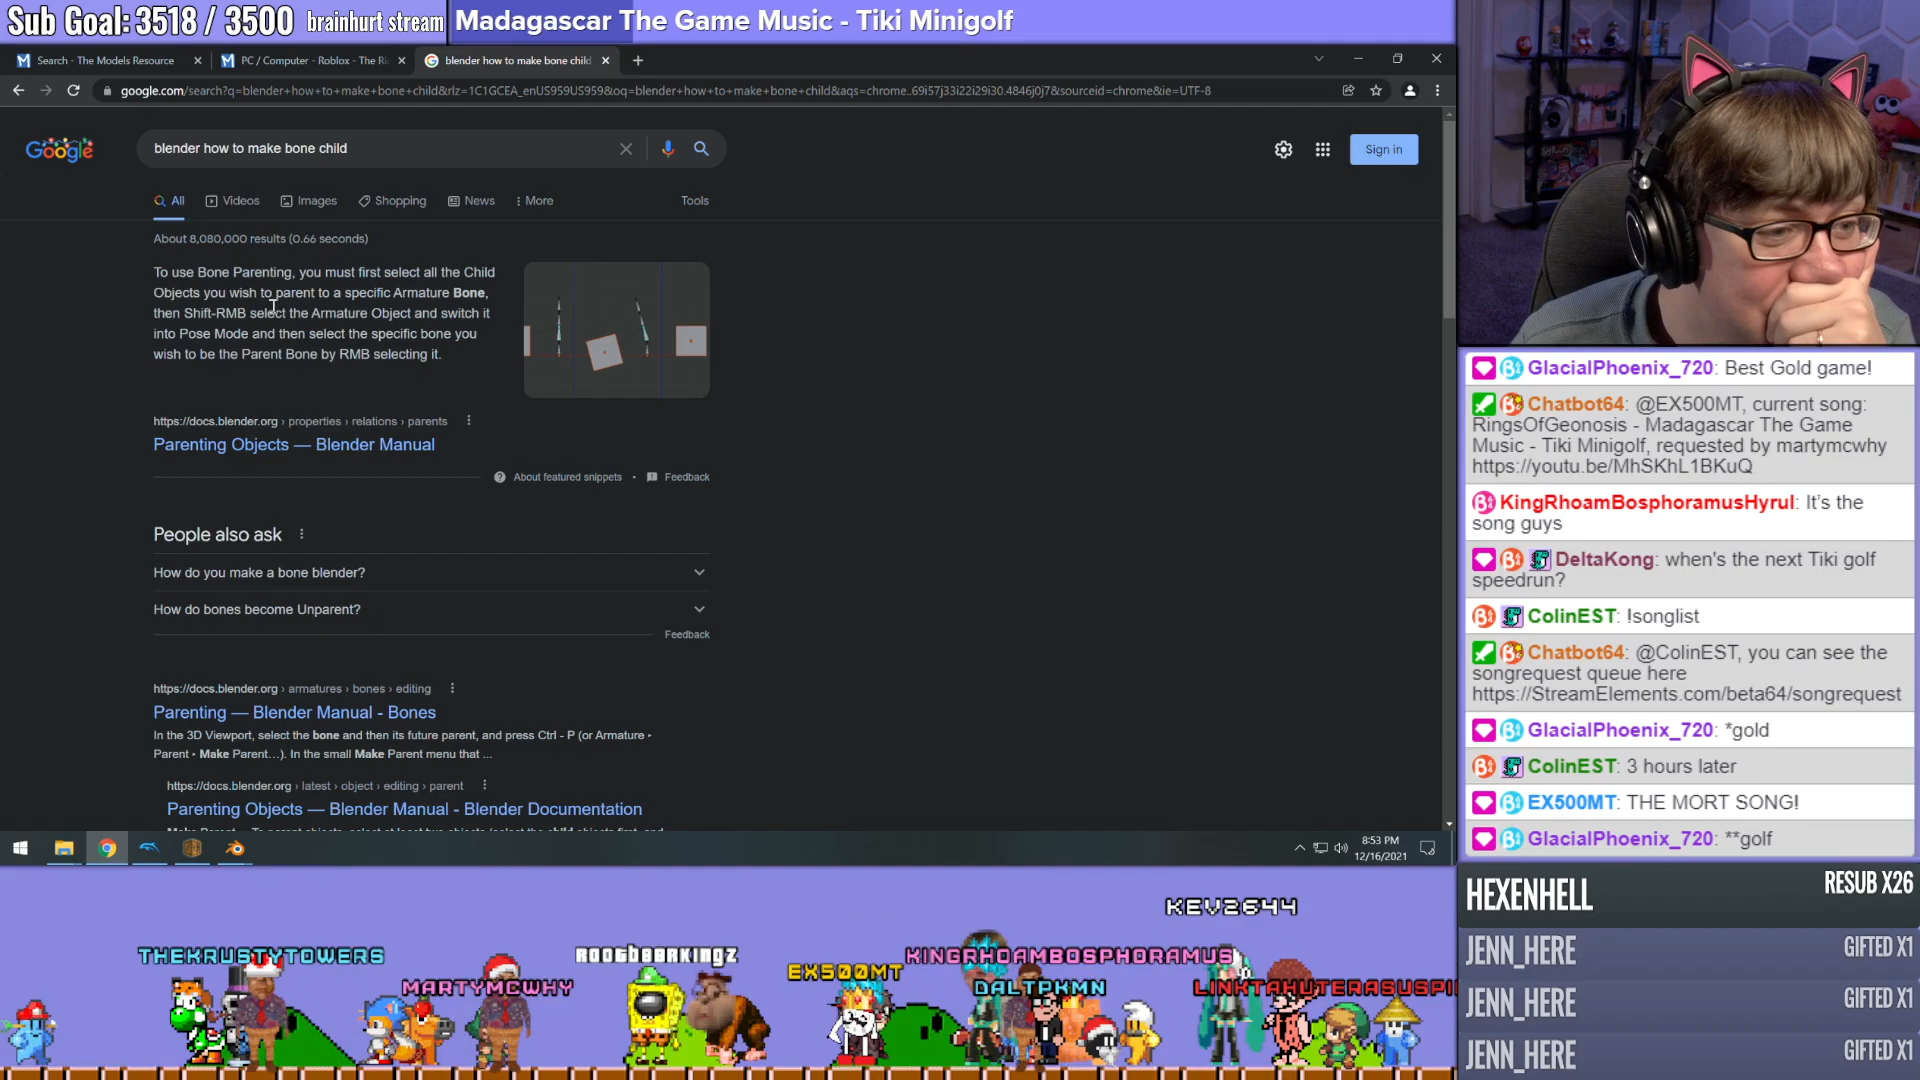 Sub Goal: 3518 / 3500 brainhurt stream
Madagascar The Game Music - Tiki Minigolf
Search - The Models Resource
PC / Computer - Roblox - The Ri
blender how to make bone child
google.com/search?q=blender+how+to+make+bone+child&rlz=1C1GCEA_enUS959US959&oq=blender+how+to+make+bone+child&aqs=chrome..69i57j33i22i29i30.4846j0j7&sourceid=chrome&ie=UTF-8
Google
blender how to make bone child
Sign in
All
Videos
Images
Shopping
News
More
Tools
About 8,080,000 results (0.66 seconds)
To use Bone Parenting, you must first select all the Child
Objects you wish to parent to a specific Armature Bone,
then Shift-RMB select the Armature Object and switch it
into Pose Mode and then select the specific bone you
wish to be the Parent Bone by RMB selecting it.
https://docs.blender.org › properties › relations › parents
Parenting Objects — Blender Manual
About featured snippets • Feedback
People also ask
How do you make a bone blender?
How do bones become Unparent?
Feedback
https://docs.blender.org › armatures › bones › editing
Parenting — Blender Manual - Bones
In the 3D Viewport, select the bone and then its future parent, and press Ctrl - P (or Armature ‣
Parent ‣ Make Parent…). In the small Make Parent menu that ...
https://docs.blender.org › latest › object › editing › parent
Parenting Objects — Blender Manual - Blender Documentation
8:53 PM
12/16/2021
GlacialPhoenix_720: Best Gold game!
Chatbot64: @EX500MT, current song:
RingsOfGeonosis - Madagascar The Game
Music - Tiki Minigolf, requested by martymcwhy
https://youtu.be/MhSKhL1BKuQ
KingRhoamBosphoramusHyrul: It's the
song guys
DeltaKong: when's the next Tiki golf
speedrun?
ColinEST: !songlist
Chatbot64: @ColinEST, you can see the
songrequest queue here
https://StreamElements.com/beta64/songrequest
GlacialPhoenix_720: *gold
ColinEST: 3 hours later
EX500MT: THE MORT SONG!
GlacialPhoenix_720: **golf
HEXENHELL RESUB X26
JENN_HERE GIFTED X1
JENN_HERE GIFTED X1
JENN_HERE GIFTED X1
KEV2644
THEKRUSTYTOWERS
MARTYMCWHY
RootBeerKingz
EX500MT
KINGRHOAMBOSPHORAMUS
DALTPKMN